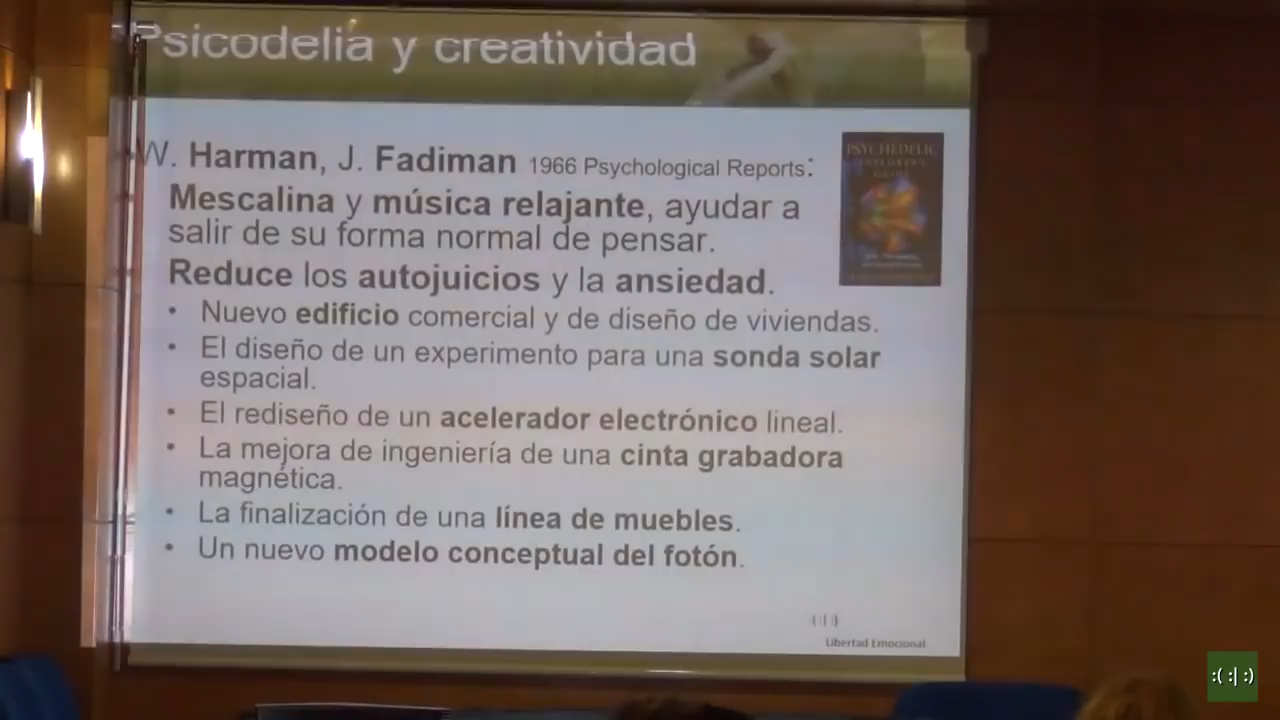 Psicodelia y creatividad
W. Harman, J. Fadiman 1966 Psychological Reports:
Mescalina y música relajante, ayudar a
salir de su forma normal de pensar.
Reduce los autojuicios y la ansiedad.
• Nuevo edificio comercial y de diseño de viviendas.
• El diseño de un experimento para una sonda solar
espacial.
• El rediseño de un acelerador electrónico lineal.
• La mejora de ingeniería de una cinta grabadora
magnética.
• La finalización de una línea de muebles.
• Un nuevo modelo conceptual del fotón.
PSYCHEDELIC
Libertad Emocional
:( :| :)